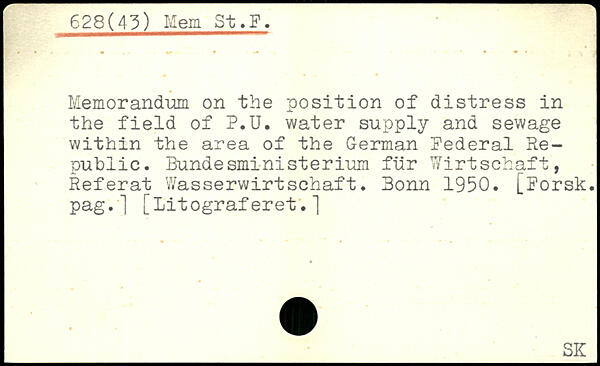 628(43) Mem St.F.
Memorandum on the position of distress in
the field of P.U. water supply and sewage
within the area of the German Federal Re-
public. Bundesministerium für Wirtschaft,
Referat Wasserwirtschaft. Bonn 1950. [Forsk.
pag.] [Litograferet.]
SK